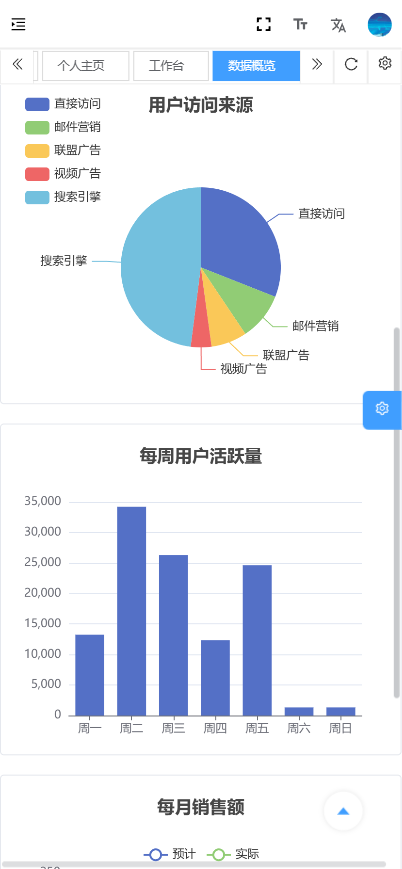 个人主页
工作台
数据概览
用户访问来源
直接访问
邮件营销
联盟广告
视频广告
搜索引擎
直接访问
搜索引擎
邮件营销
联盟广告
视频广告
每周用户活跃量
35,000
30,000
25,000
20,000
15,000
10,000
5,000
0
周一 周二 周三 周四 周五 周六 周日
每月销售额
预计 实际